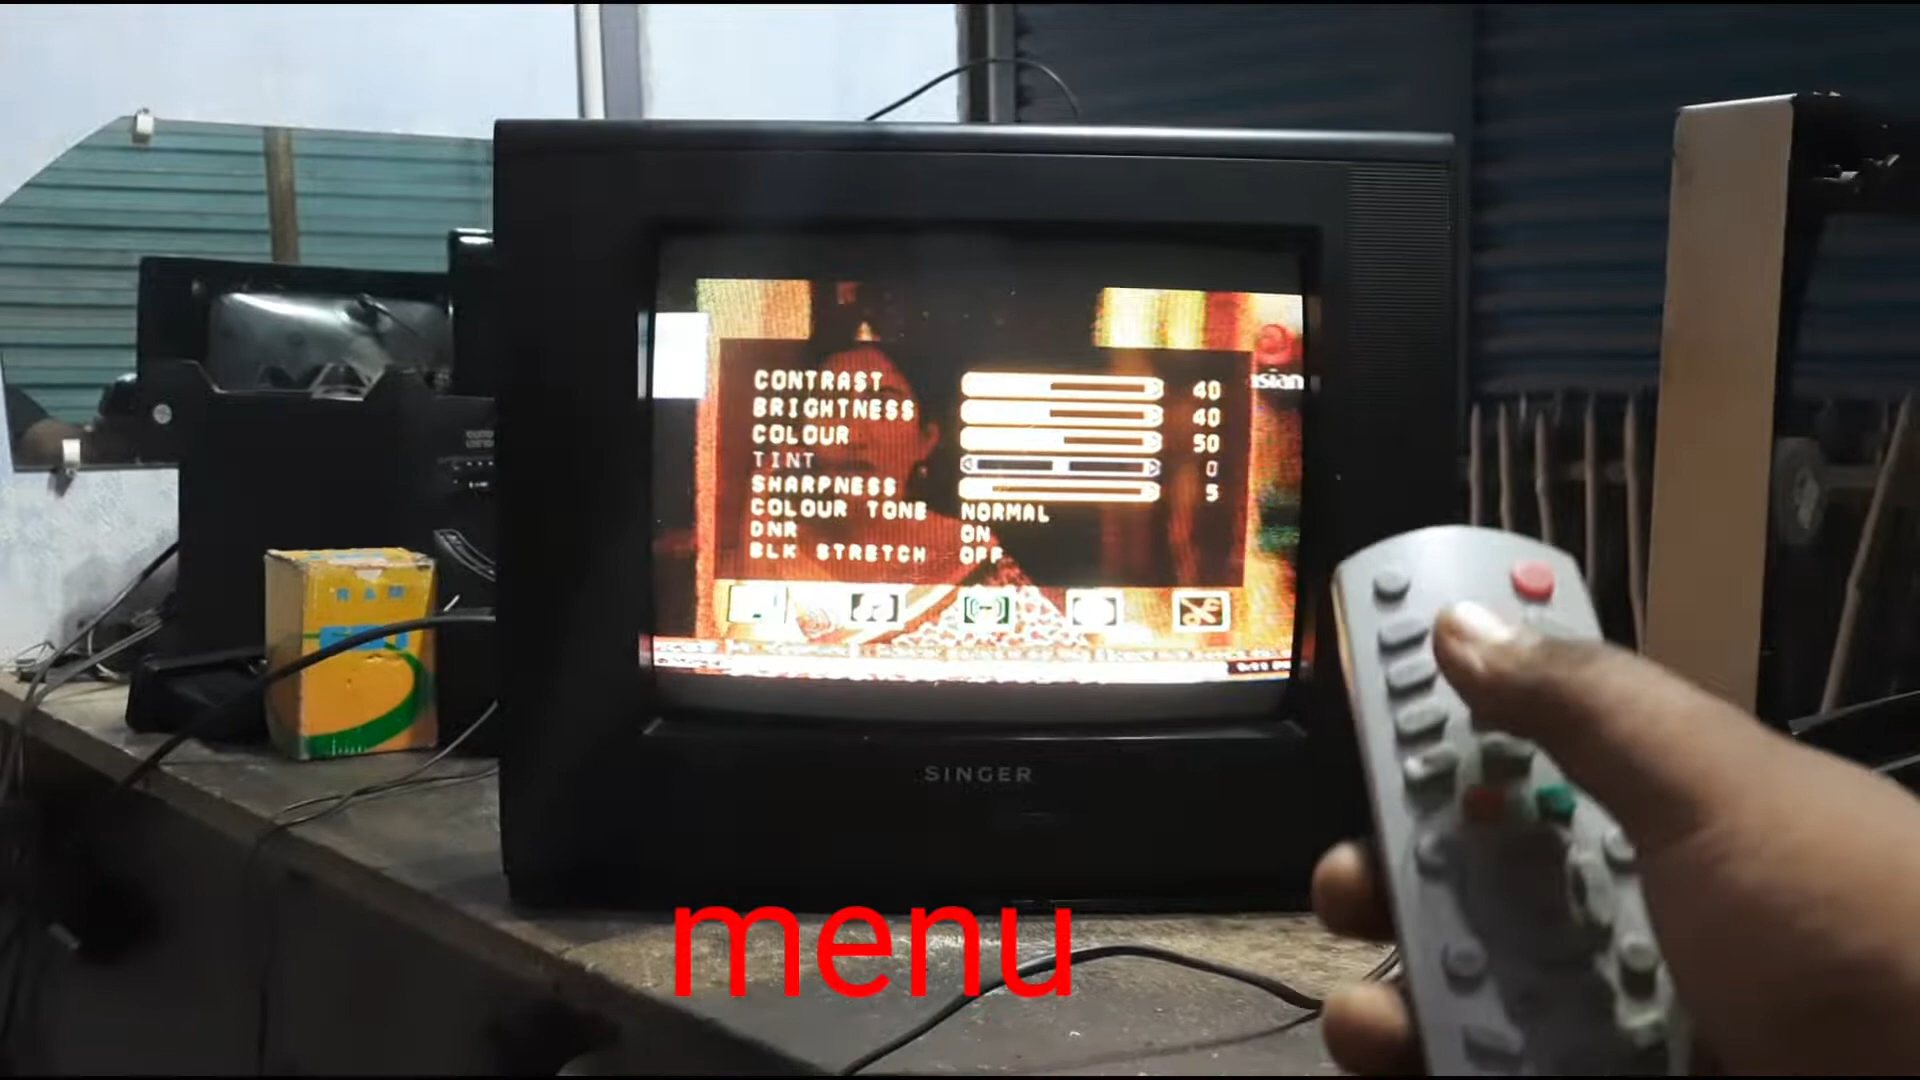 asian
CONTRAST 40
BRIGHTNESS 40
COLOUR 50
TINT 0
SHARPNESS 5
COLOUR TONE NORMAL
DNR ON
BLK STRETCH OFF
SINGER
menu